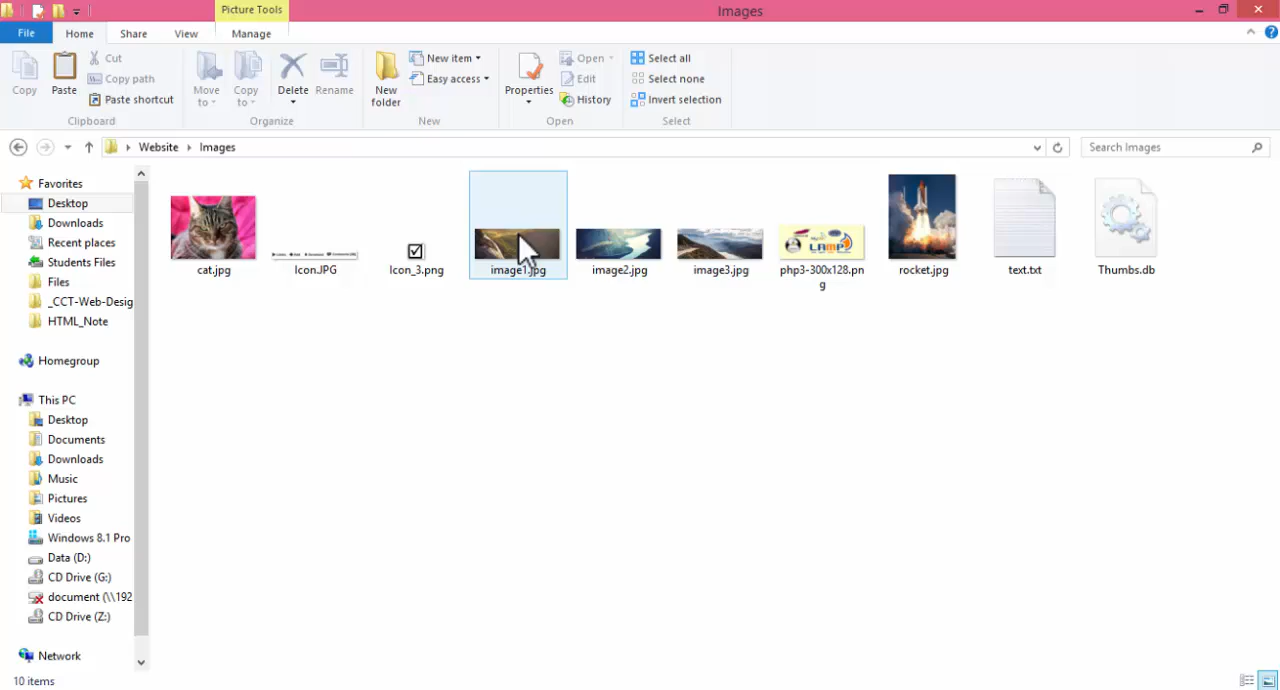 Picture Tools
Images
File
Home
Share
View
Manage
Copy
Paste
Cut
Copy path
Paste shortcut
Clipboard
Move to
Copy to
Delete
Rename
Organize
New folder
New item
Easy access
New
Properties
Open
Edit
History
Open
Select all
Select none
Invert selection
Select
Website
Images
Search Images
Favorites
Desktop
Downloads
Recent places
Students Files
Files
_CCT-Web-Desig
HTML_Note
Homegroup
This PC
Desktop
Documents
Downloads
Music
Pictures
Videos
Windows 8.1 Pro
Data (D:)
CD Drive (G:)
document (\\192
CD Drive (Z:)
Network
cat.jpg
Icon.JPG
Icon_3.png
image1.jpg
image2.jpg
image3.jpg
LAMP
php3-300x128.pn
g
rocket.jpg
text.txt
Thumbs.db
10 items